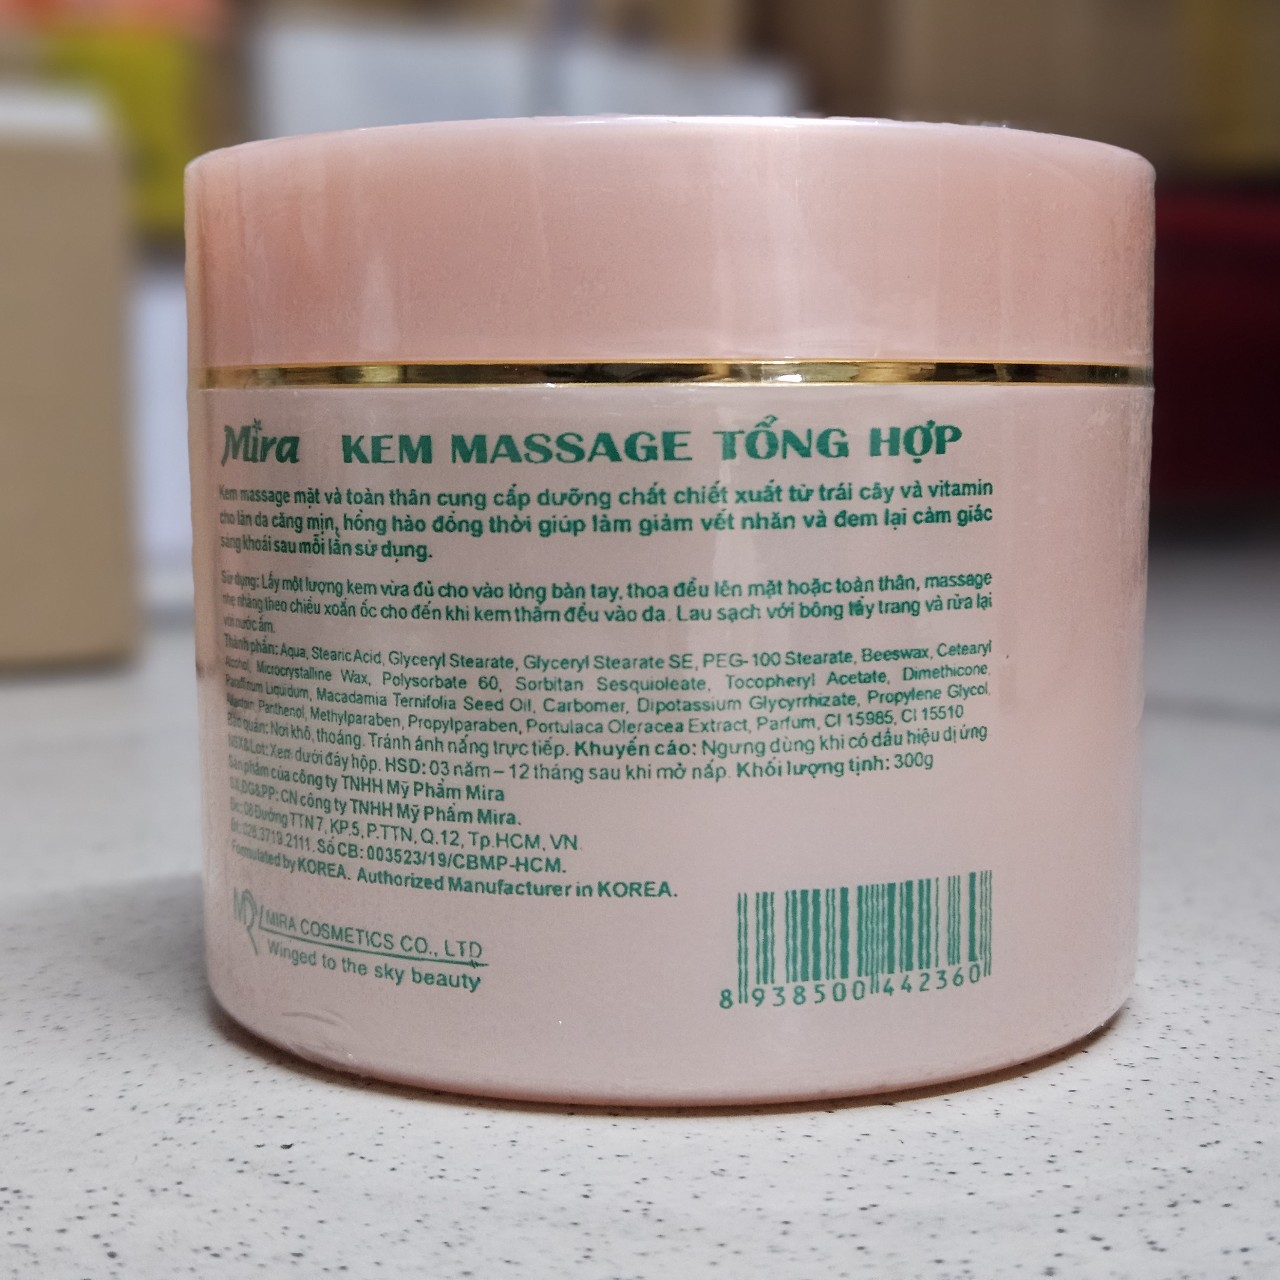 Mira KEM MASSAGE TỔNG HỢP
Kem massage mặt và toàn thân cung cấp dưỡng chất chiết xuất từ trái cây và vitamin
cho làn da căng mịn, hồng hào đồng thời giúp làm giảm vết nhăn và đem lại cảm giác
sảng khoái sau mỗi lần sử dụng.
Sử dụng: Lấy một lượng kem vừa đủ cho vào lòng bàn tay, thoa đều lên mặt hoặc toàn thân, massage
nhẹ nhàng theo chiều xoắn ốc cho đến khi kem thấm đều vào da. Lau sạch với bông tẩy trang và rửa lại
với nước ấm.
Thành phần: Aqua, Stearic Acid, Glyceryl Stearate, Glyceryl Stearate SE, PEG- 100 Stearate, Beeswax, Cetearyl
Alcohol, Microcrystalline Wax, Polysorbate 60, Sorbitan Sesquioleate, Tocopheryl Acetate, Dimethicone,
Paraffinum Liquidum, Macadamia Ternifolia Seed Oil, Carbomer, Dipotassium Glycyrrhizate, Propylene Glycol,
Allantoin, Panthenol, Methylparaben, Propylparaben, Portulaca Oleracea Extract, Parfum, CI 15985, CI 15510
Bảo quản: Nơi khô, thoáng. Tránh ánh nắng trực tiếp. Khuyến cáo: Ngưng dùng khi có dấu hiệu dị ứng
NSX&Lot: Xem dưới đáy hộp. HSD: 03 năm – 12 tháng sau khi mở nắp. Khối lượng tịnh: 300g
Sản phẩm của công ty TNHH Mỹ Phẩm Mira
SX,ĐG&PP: CN công ty TNHH Mỹ Phẩm Mira.
Đc: 08 Đường TTN7, KP.5, P.TTN, Q.12, Tp.HCM, VN.
Đt: 028.3719.2111. Số CB: 003523/19/CBMP-HCM.
Formulated by KOREA. Authorized Manufacturer in KOREA.
MIRA COSMETICS CO., LTD
Winged to the sky beauty
8 938500 442360